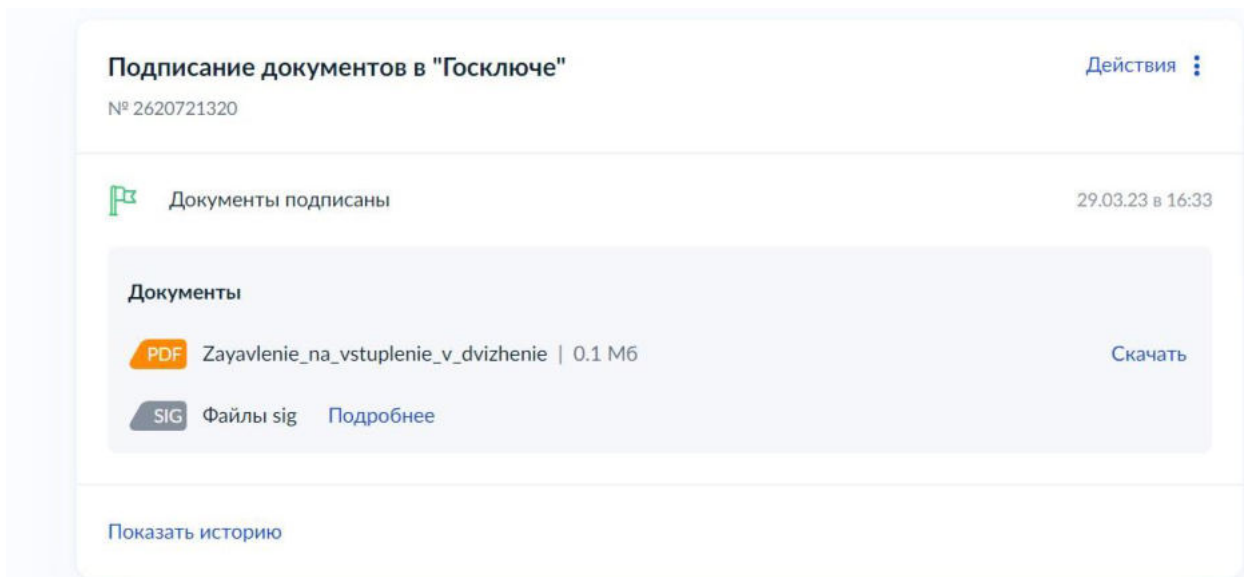 Подписание документов в "Госключе"
Действия
№ 2620721320
Документы подписаны
29.03.23 в 16:33
Документы
PDF Zayavlenie_na_vstuplenie_v_dvizhenie | 0.1 Мб
Скачать
SIG Файлы sig Подробнее
Показать историю